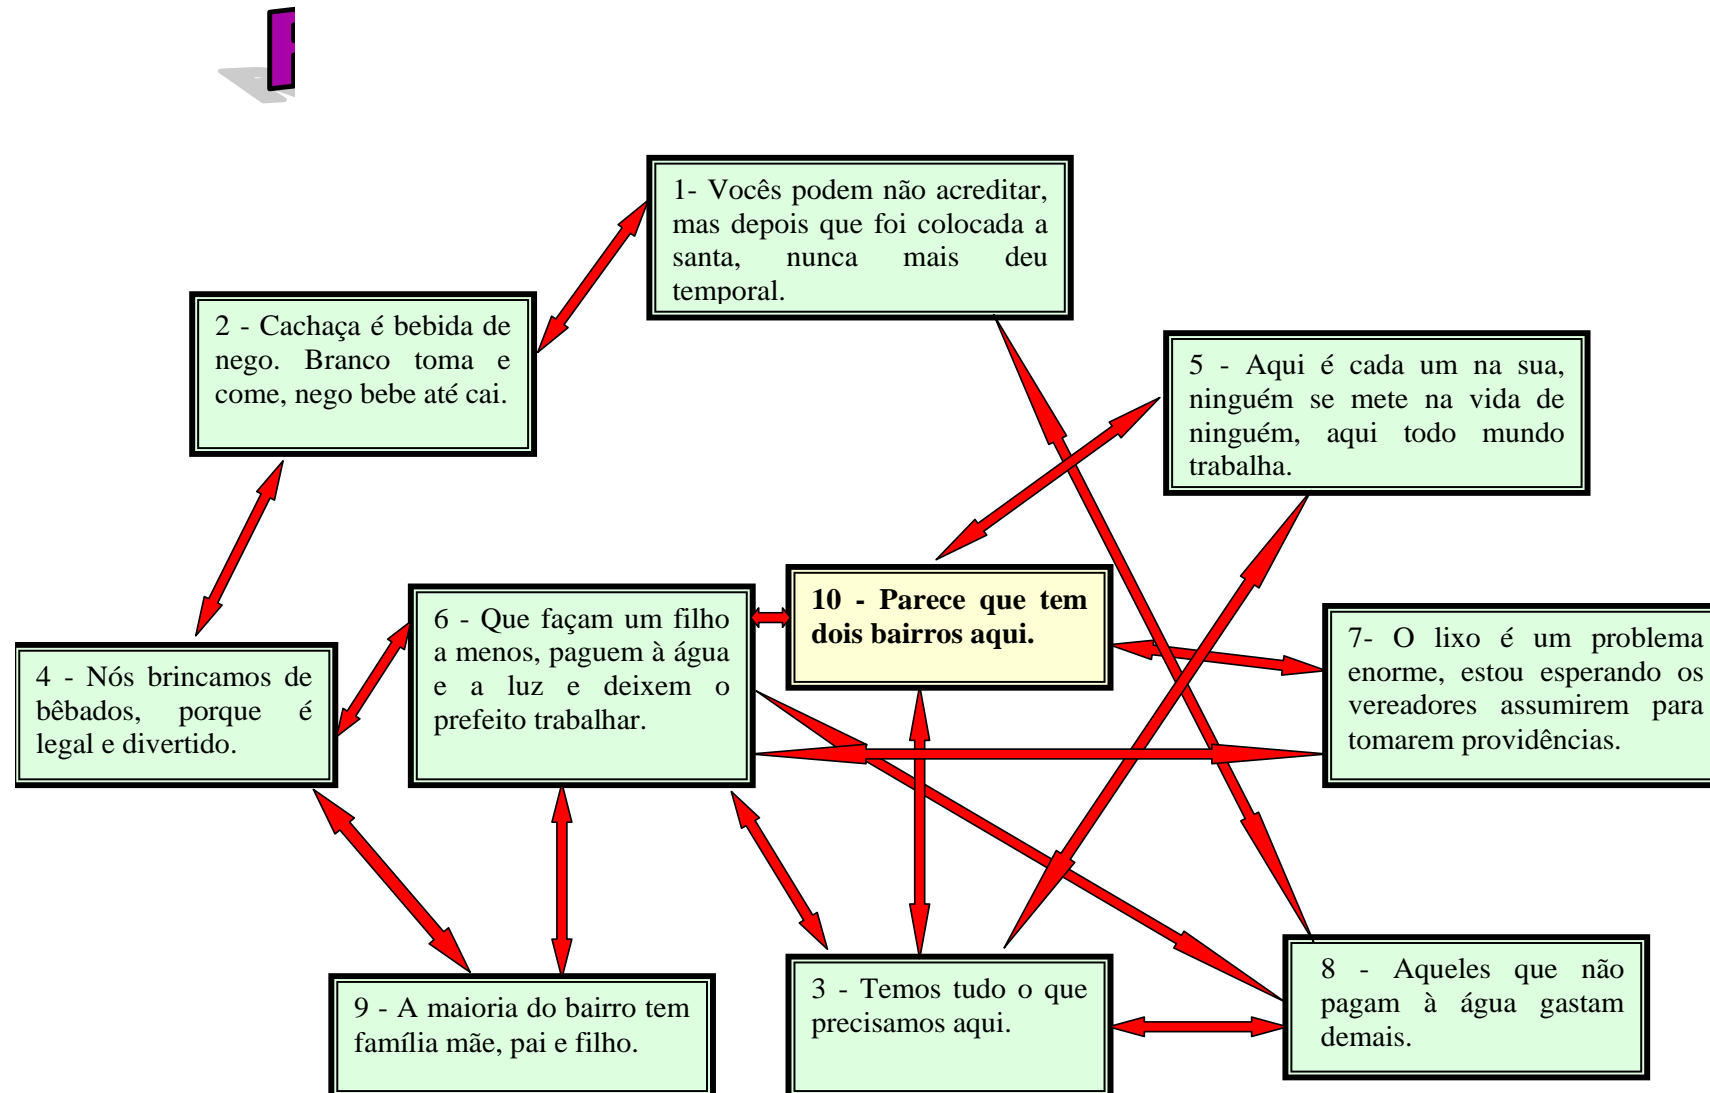 1- Vocês podem não acreditar,
mas depois que foi colocada a
santa, nunca mais deu
temporal.
2 - Cachaça é bebida de
nego. Branco toma e
come, nego bebe até cai.
5 - Aqui é cada um na sua,
ninguém se mete na vida de
ninguém, aqui todo mundo
trabalha.
10 - Parece que tem
dois bairros aqui.
6 - Que façam um filho
a menos, paguem à água
e a luz e deixem o
prefeito trabalhar.
7- O lixo é um problema
enorme, estou esperando os
vereadores assumirem para
tomarem providências.
4 - Nós brincamos de
bêbados, porque é
legal e divertido.
9 - A maioria do bairro tem
família mãe, pai e filho.
3 - Temos tudo o que
precisamos aqui.
8 - Aqueles que não
pagam à água gastam
demais.